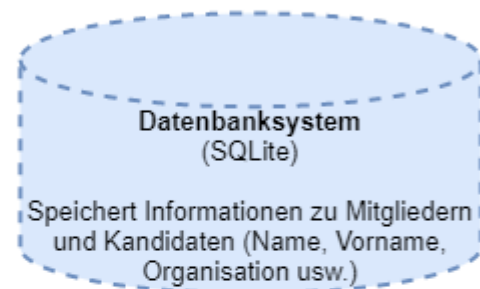 Datenbanksystem
(SQLite)
Speichert Informationen zu Mitgliedern
und Kandidaten (Name, Vorname,
Organisation usw.)